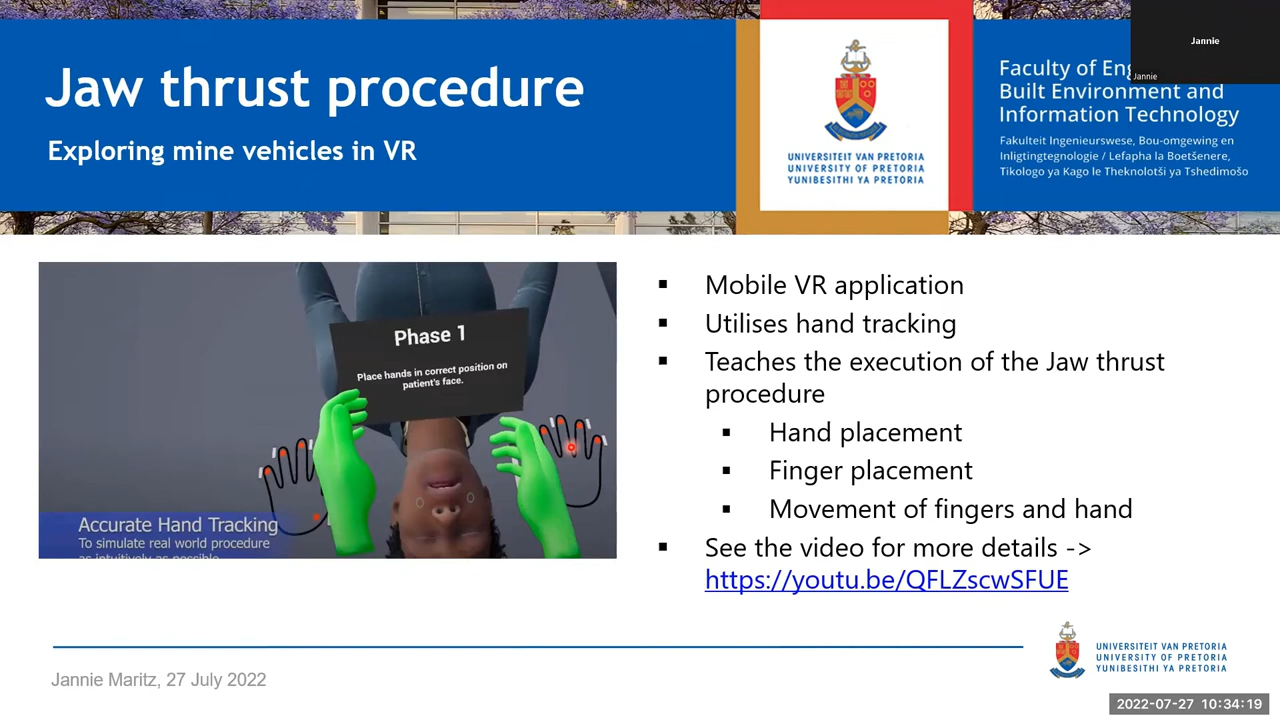 Jaw thrust procedure
Exploring mine vehicles in VR
UNIVERSITEIT VAN PRETORIA
UNIVERSITY OF PRETORIA
YUNIBESITHI YA PRETORIA
Faculty of Eng
Built Environment and
Information Technology
Fakulteit Ingenieurswese, Bou-omgewing en
Inligtingtegnologie / Lefapha la Boetšenere,
Tikologo ya Kago le Theknolotši ya Tshedimošo
Jannie
Jannie
Phase 1
Place hands in correct position on
patient's face.
Accurate Hand Tracking
To simulate real world procedure
as intuitively as possible
▪ Mobile VR application
▪ Utilises hand tracking
▪ Teaches the execution of the Jaw thrust
procedure
▪ Hand placement
▪ Finger placement
▪ Movement of fingers and hand
▪ See the video for more details ->
https://youtu.be/QFLZscwSFUE
Jannie Maritz, 27 July 2022
UNIVERSITEIT VAN PRETORIA
UNIVERSITY OF PRETORIA
YUNIBESITHI YA PRETORIA
2022-07-27 10:34:19